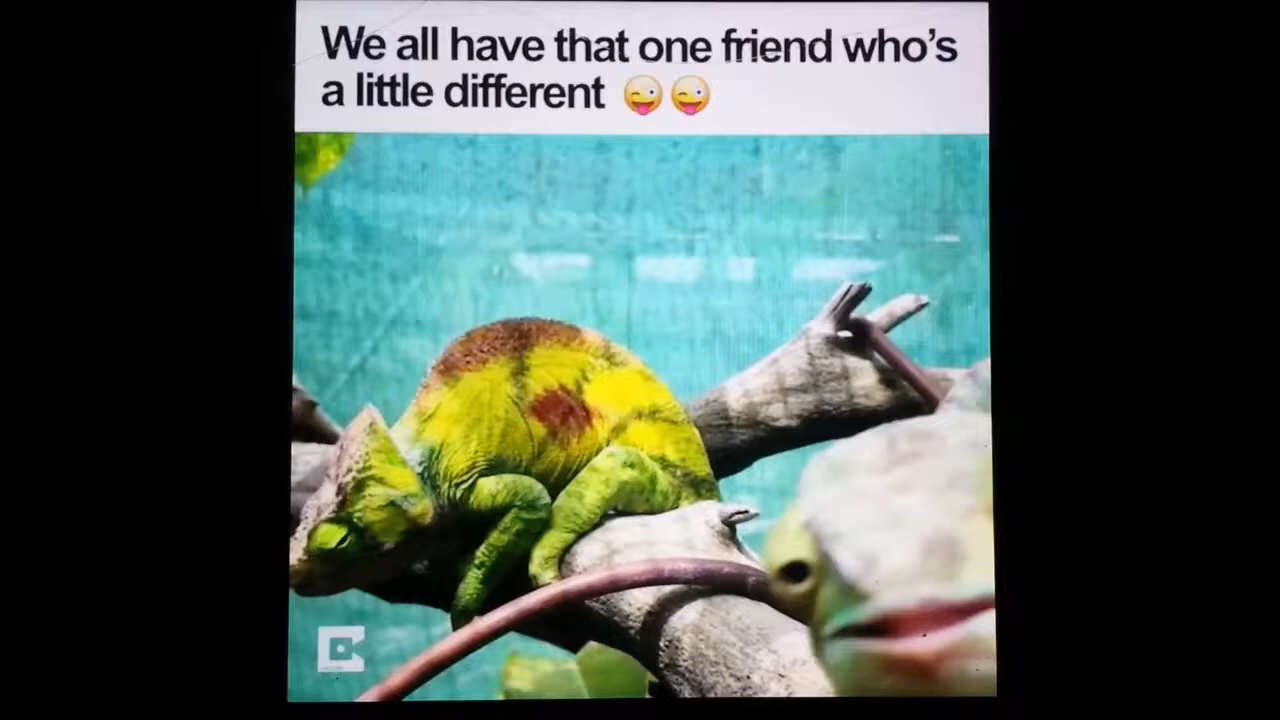 We all have that one friend who's
a little different 😜😜